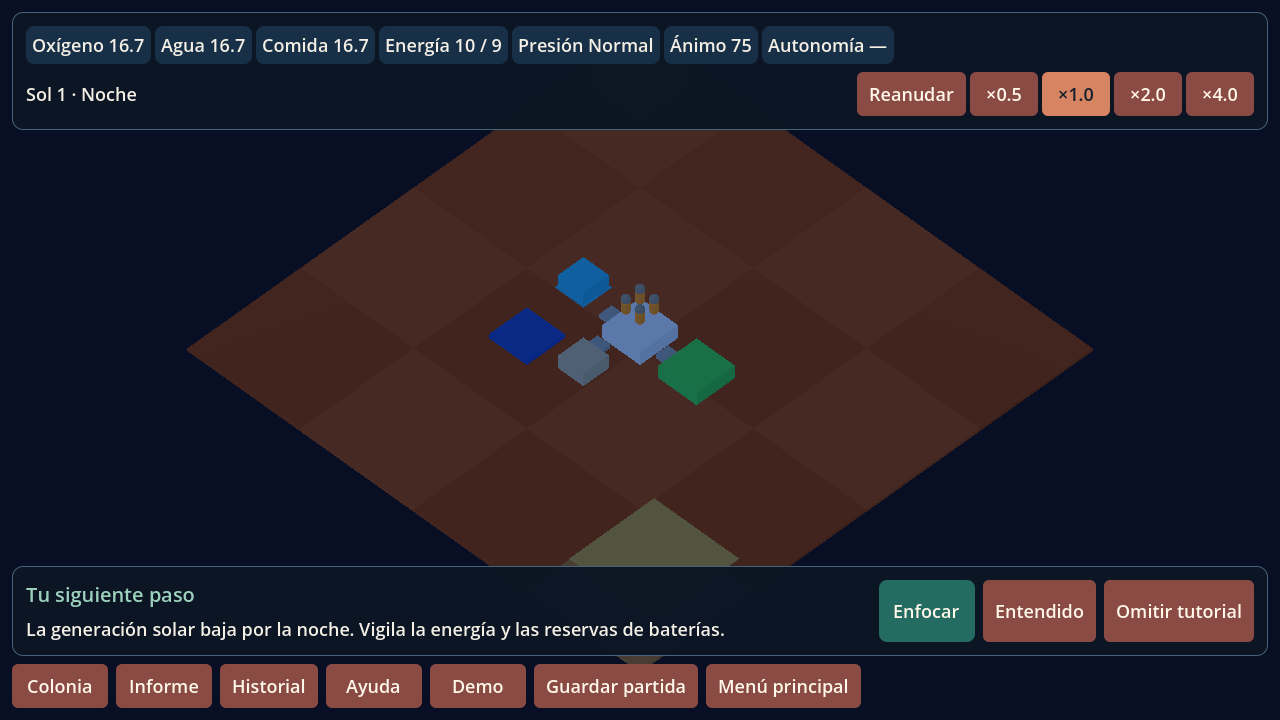 Oxígeno 16.7 Agua 16.7 Comida 16.7 Energía 10 / 9 Presión Normal Ánimo 75 Autonomía —
Sol 1 · Noche Reanudar ×0.5 ×1.0 ×2.0 ×4.0
Tu siguiente paso
La generación solar baja por la noche. Vigila la energía y las reservas de baterías.
Enfocar Entendido Omitir tutorial
Colonia Informe Historial Ayuda Demo Guardar partida Menú principal